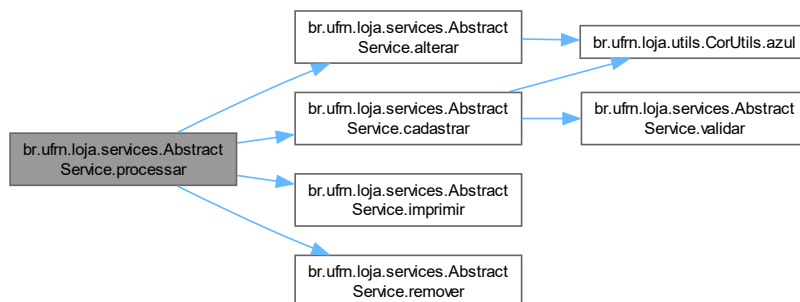 br.ufrn.loja.services.Abstract
Service.processar
br.ufrn.loja.services.Abstract
Service.alterar
br.ufrn.loja.services.Abstract
Service.cadastrar
br.ufrn.loja.services.Abstract
Service.imprimir
br.ufrn.loja.services.Abstract
Service.remover
br.ufrn.loja.utils.CorUtils.azul
br.ufrn.loja.services.Abstract
Service.validar